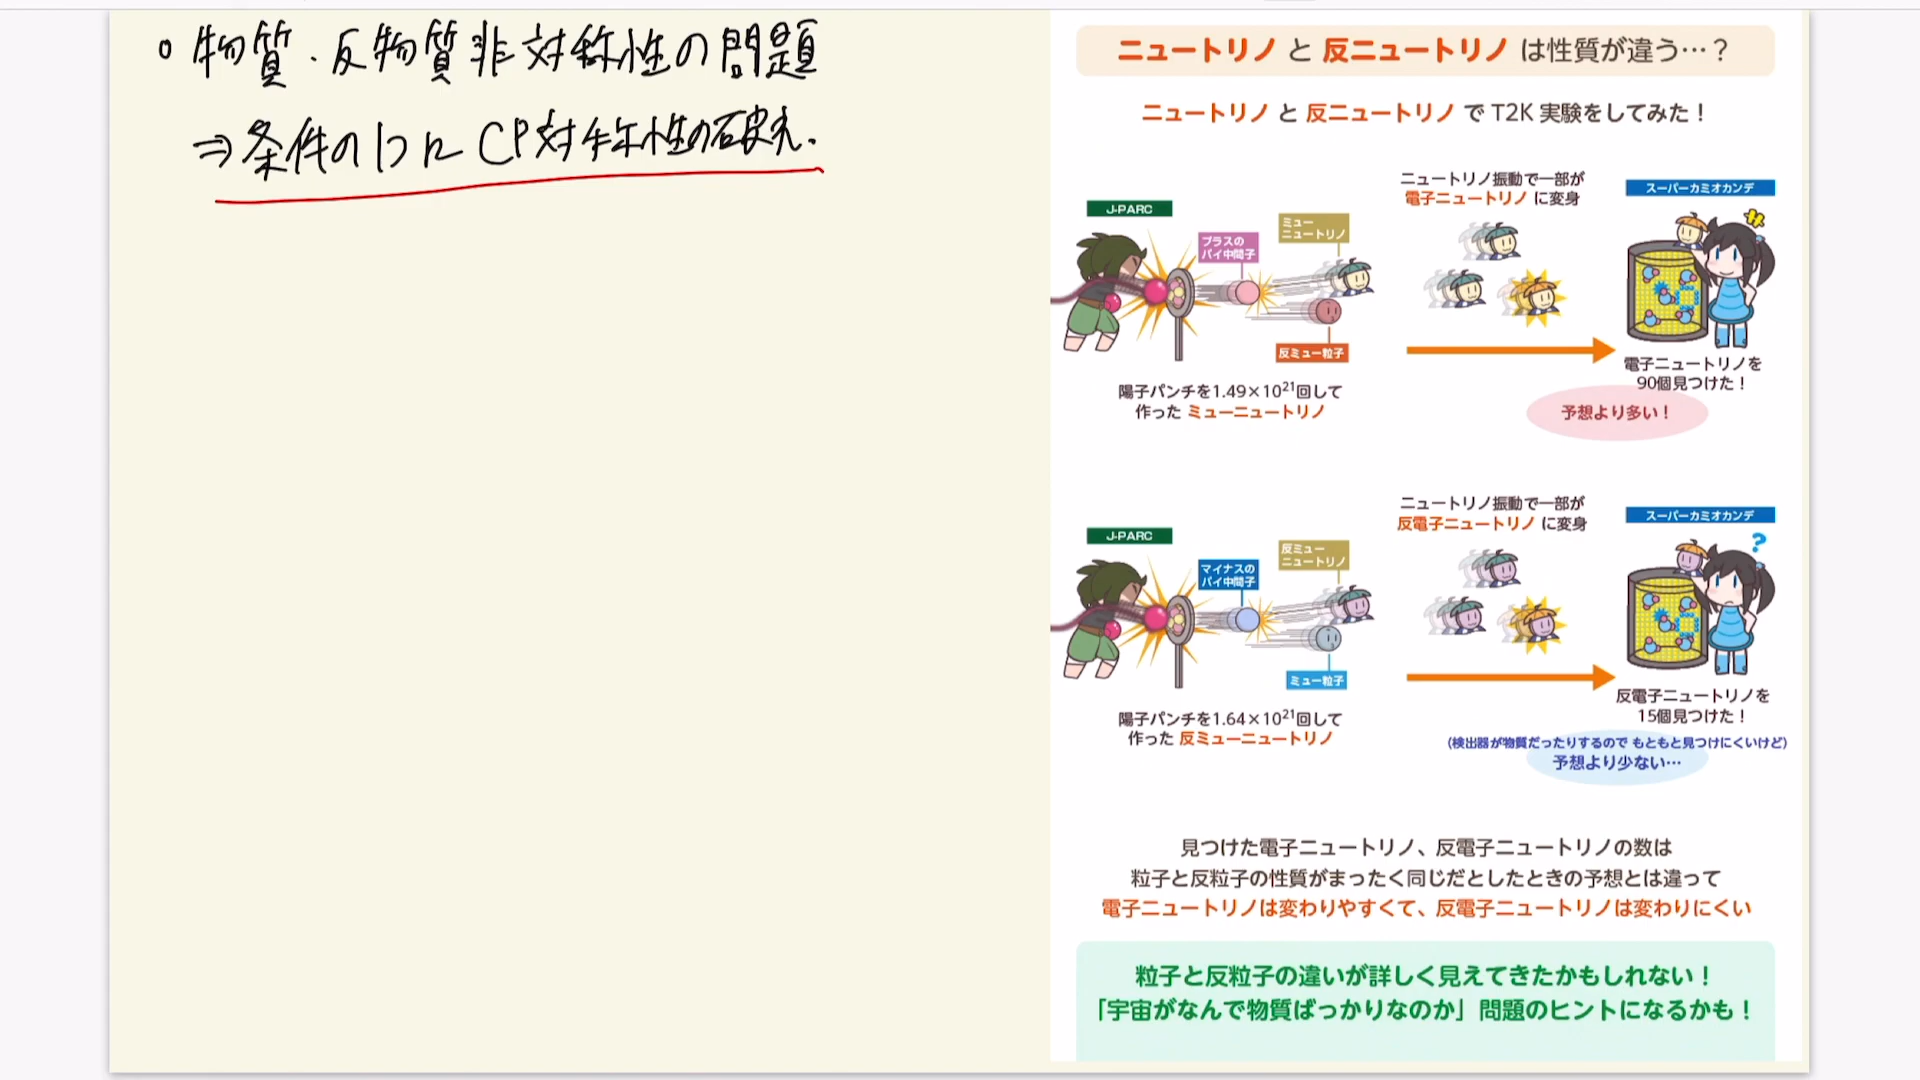 ○ 物質・反物質非対称性の問題
⇒条件の1つにCP対称性の破れ.
ニュートリノ と 反ニュートリノ は性質が違う…？
ニュートリノ と 反ニュートリノ で T2K 実験をしてみた！
J-PARC
プラスの
パイ中間子
ミュー
ニュートリノ
反ミュー粒子
陽子パンチを1.49×10²¹回して
作った ミューニュートリノ
ニュートリノ振動で一部が
電子ニュートリノ に変身
スーパーカミオカンデ
電子ニュートリノを
90個見つけた！
予想より多い！
J-PARC
マイナスの
パイ中間子
反ミュー
ニュートリノ
ミュー粒子
陽子パンチを1.64×10²¹回して
作った 反ミューニュートリノ
ニュートリノ振動で一部が
反電子ニュートリノ に変身
スーパーカミオカンデ
?
反電子ニュートリノを
15個見つけた！
（検出器が物質だったりするので もともと見つけにくいけど）
予想より少ない…
見つけた電子ニュートリノ、反電子ニュートリノの数は
粒子と反粒子の性質がまったく同じだとしたときの予想とは違って
電子ニュートリノは変わりやすくて、反電子ニュートリノは変わりにくい
粒子と反粒子の違いが詳しく見えてきたかもしれない！
「宇宙がなんで物質ばっかりなのか」問題のヒントになるかも！